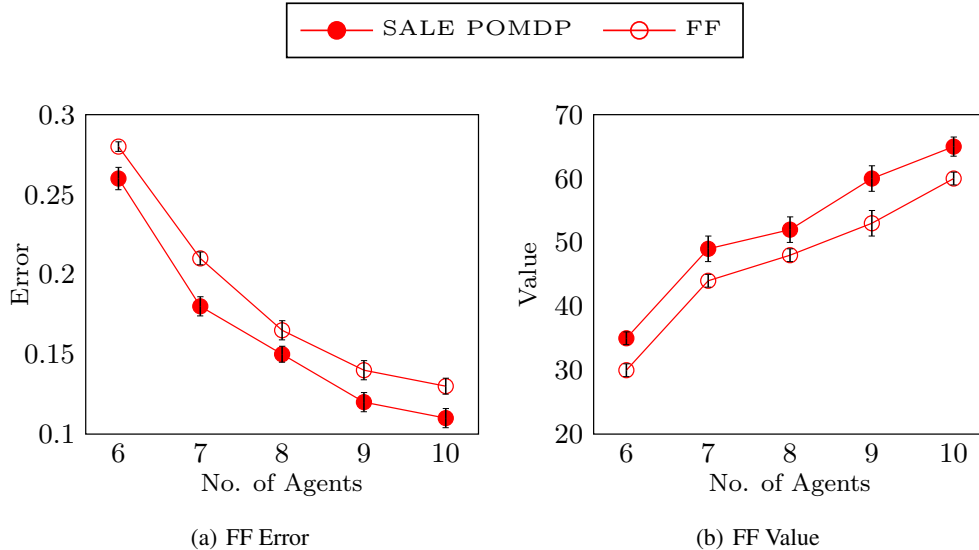 SALE POMDP FF
0.3
0.25
0.2
0.15
0.1
Error
6 7 8 9 10
No. of Agents
(a) FF Error
70
60
50
40
30
20
Value
6 7 8 9 10
No. of Agents
(b) FF Value